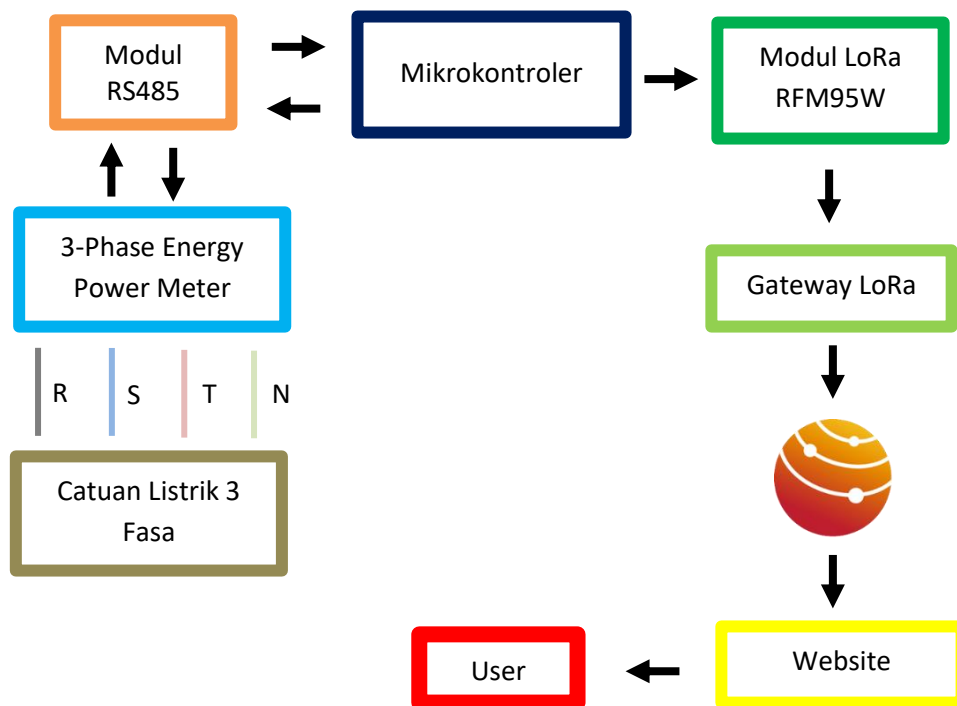 Modul
RS485
Mikrokontroler
Modul LoRa
RFM95W
3-Phase Energy
Power Meter
Gateway LoRa
R
S
T
N
Catuan Listrik 3
Fasa
User
Website